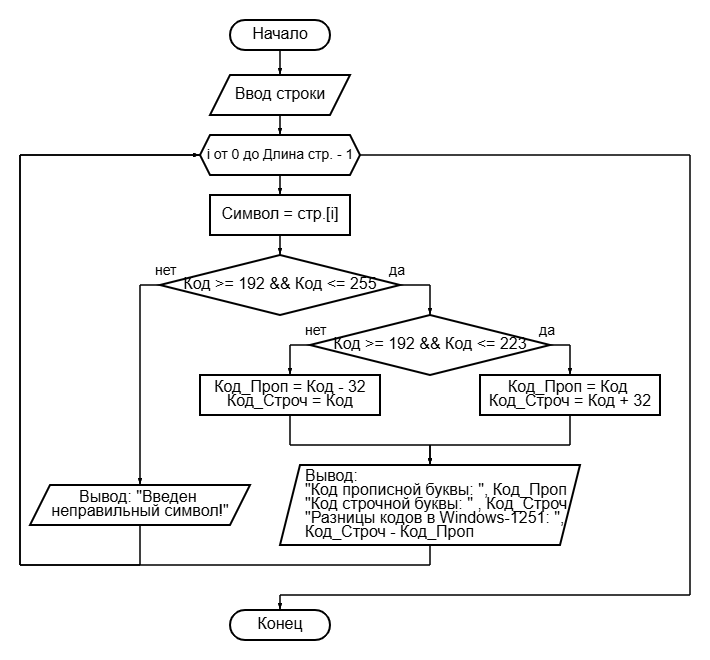 Начало
Ввод строки
i от 0 до Длина стр. - 1
Символ = стр.[i]
нет
да
Код >= 192 && Код <= 255
нет
да
Код >= 192 && Код <= 223
Код_Проп = Код - 32
Код_Строч = Код
Код_Проп = Код
Код_Строч = Код + 32
Вывод: "Введен
неправильный символ!"
Вывод:
"Код прописной буквы: ", Код_Проп
"Код строчной буквы: " , Код_Строч
"Разницы кодов в Windows-1251: ",
Код_Строч - Код_Проп
Конец